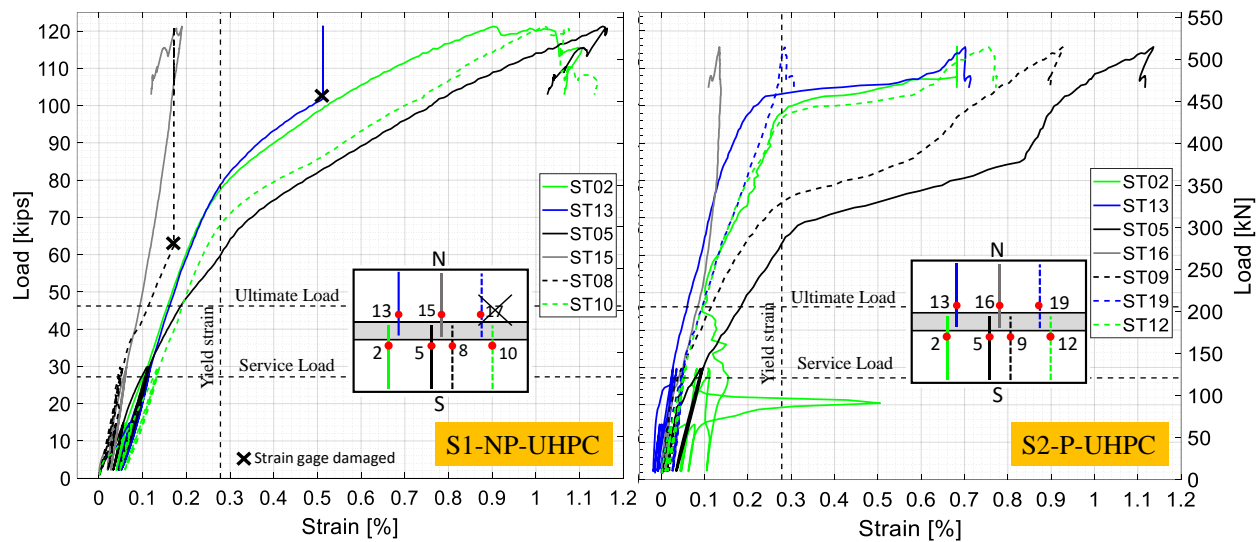 120
110
100
90
80
70
60
50
40
30
20
10
0
Load [kips]
0 0.1 0.2 0.3 0.4 0.5 0.6 0.7 0.8 0.9 1 1.1 1.2
Strain [%]
ST02
ST13
ST05
ST15
ST08
ST10
Ultimate Load
Service Load
Yield strain
N
13 15 17
2 5 8 10
S
S1-NP-UHPC
Strain gage damaged
550
500
450
400
350
300
250
200
150
100
50
0
Load [kN]
0 0.1 0.2 0.3 0.4 0.5 0.6 0.7 0.8 0.9 1 1.1 1.2
Strain [%]
ST02
ST13
ST05
ST16
ST09
ST19
ST12
Ultimate Load
Service Load
Yield strain
N
13 16 19
2 5 9 12
S
S2-P-UHPC